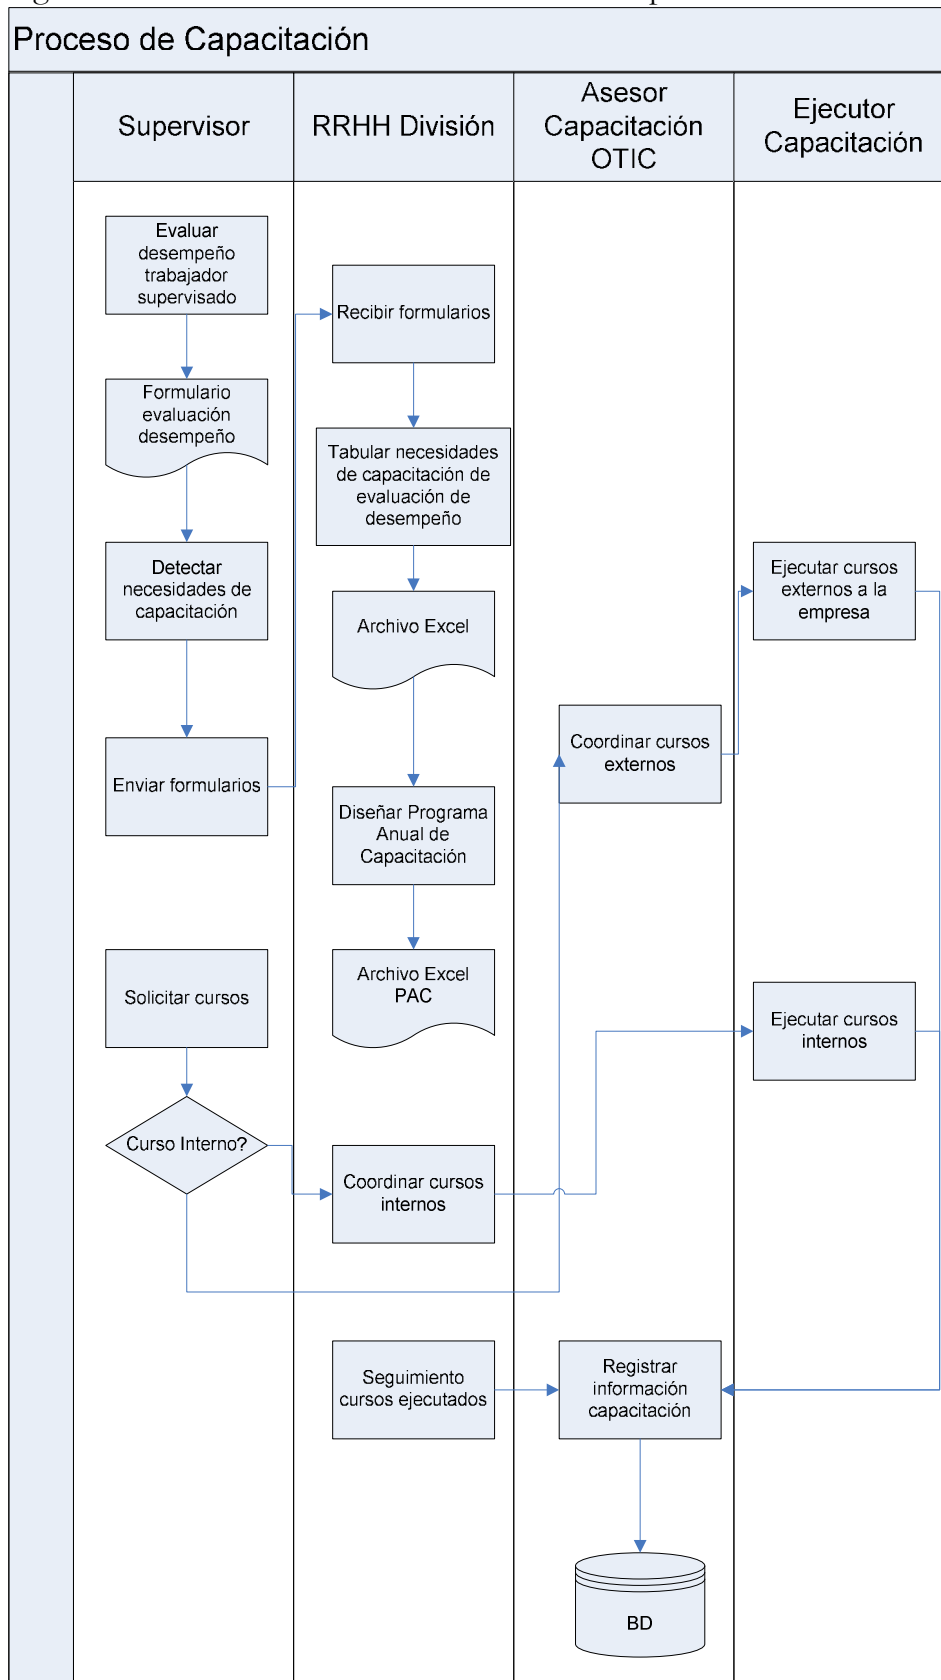 Proceso de Capacitación
Supervisor
RRHH División
Asesor
Capacitación
OTIC
Ejecutor
Capacitación
Evaluar
desempeño
trabajador
supervisado
Formulario
evaluación
desempeño
Detectar
necesidades de
capacitación
Enviar formularios
Solicitar cursos
Curso Interno?
Recibir formularios
Tabular necesidades
de capacitación de
evaluación de
desempeño
Archivo Excel
Diseñar Programa
Anual de
Capacitación
Archivo Excel
PAC
Coordinar cursos
internos
Seguimiento
cursos ejecutados
Coordinar cursos
externos
Registrar
información
capacitación
BD
Ejecutar cursos
externos a la
empresa
Ejecutar cursos
internos